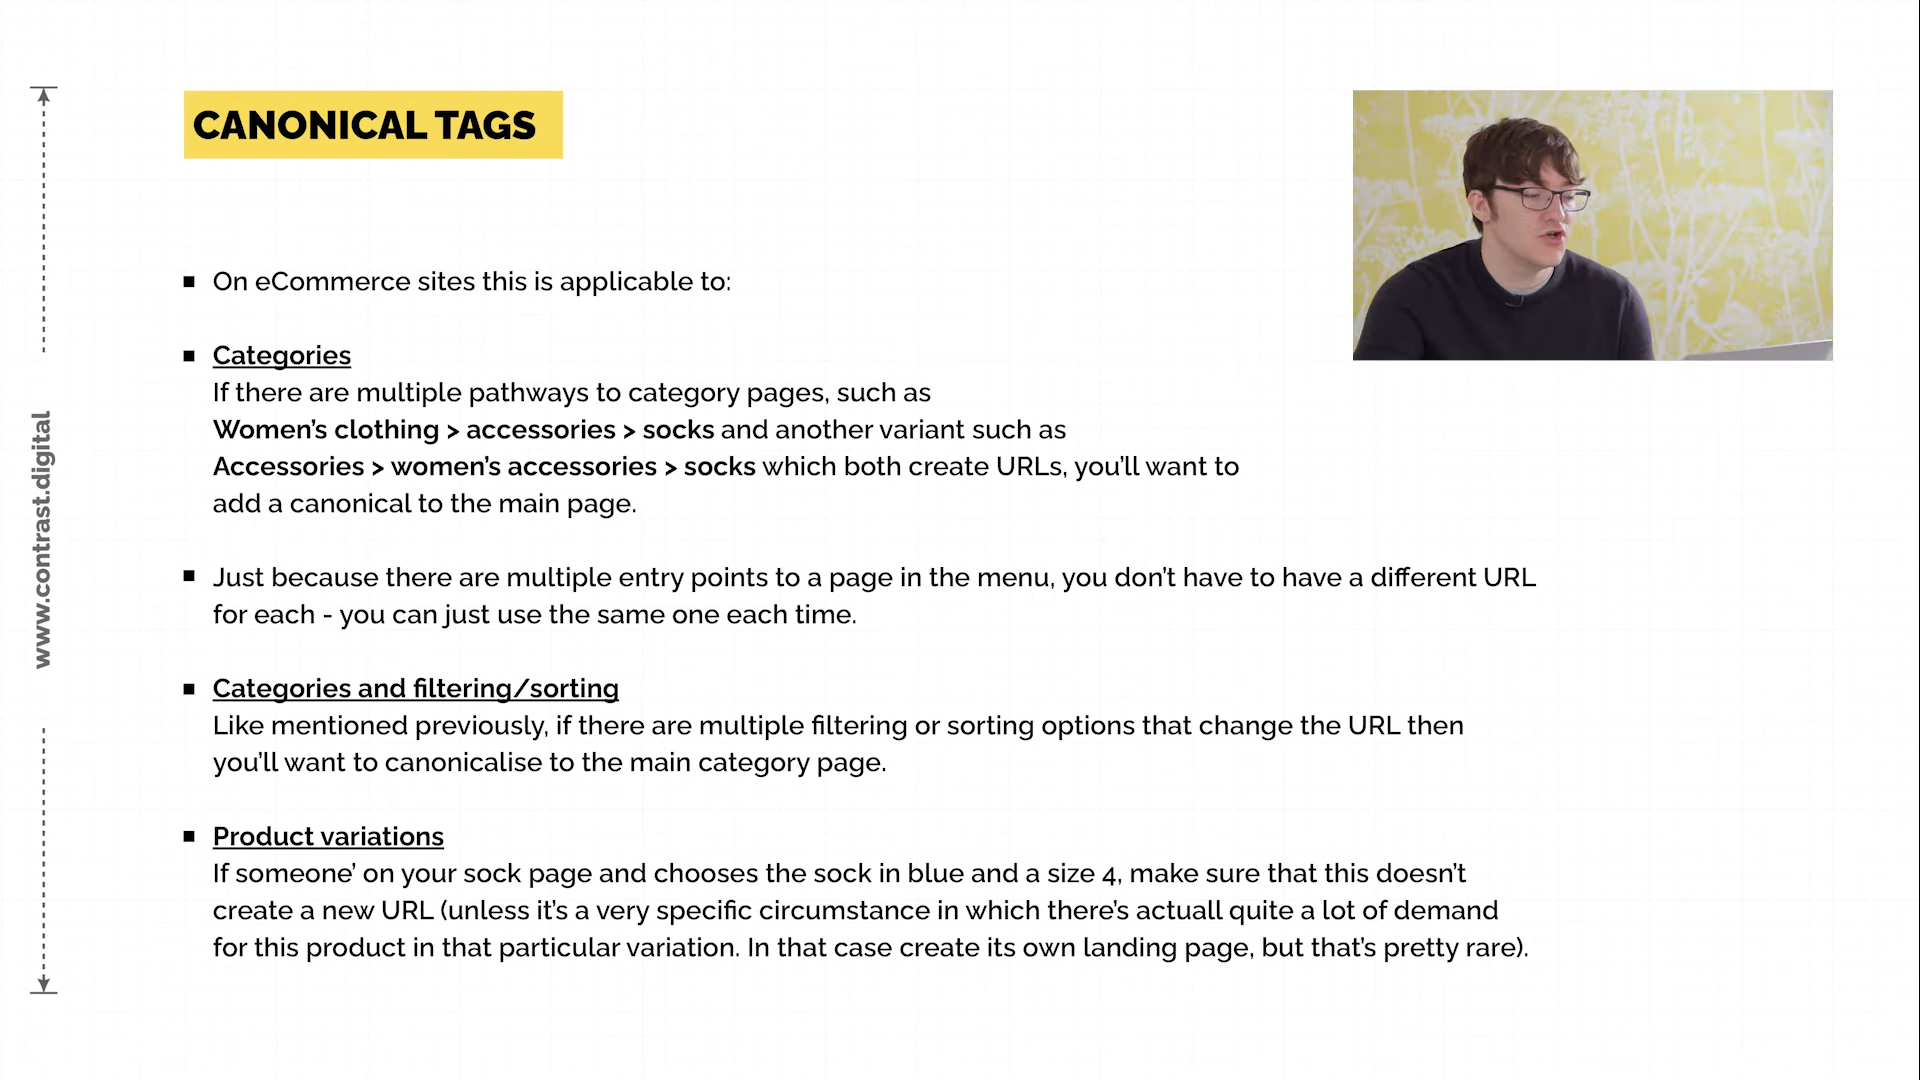 CANONICAL TAGS
www.contrast.digital
On eCommerce sites this is applicable to:
Categories
If there are multiple pathways to category pages, such as
Women's clothing > accessories > socks and another variant such as
Accessories > women's accessories > socks which both create URLs, you'll want to
add a canonical to the main page.
Just because there are multiple entry points to a page in the menu, you don't have to have a different URL
for each - you can just use the same one each time.
Categories and filtering/sorting
Like mentioned previously, if there are multiple filtering or sorting options that change the URL then
you'll want to canonicalise to the main category page.
Product variations
If someone' on your sock page and chooses the sock in blue and a size 4, make sure that this doesn't
create a new URL (unless it's a very specific circumstance in which there's actuall quite a lot of demand
for this product in that particular variation. In that case create its own landing page, but that's pretty rare).